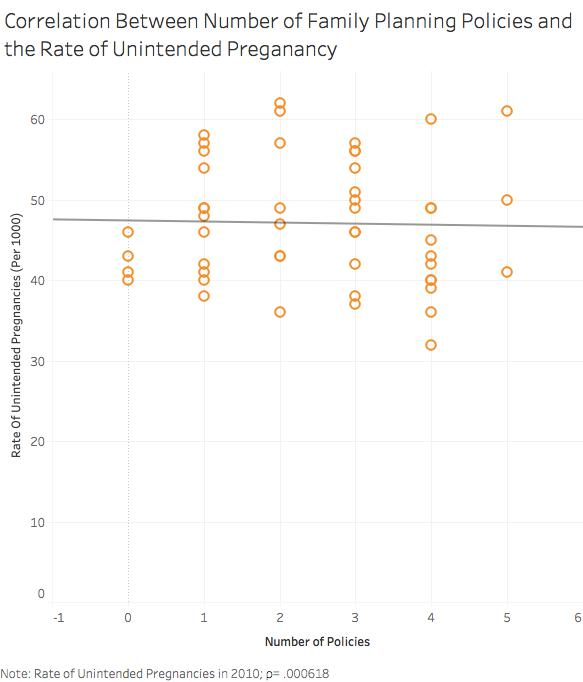 Correlation Between Number of Family Planning Policies and
the Rate of Unintended Preganancy
Rate Of Unintended Pregnancies (Per 1000)
60
50
40
30
20
10
0
-1 0 1 2 3 4 5 6
Number of Policies
Note: Rate of Unintended Pregnancies in 2010; p= .000618